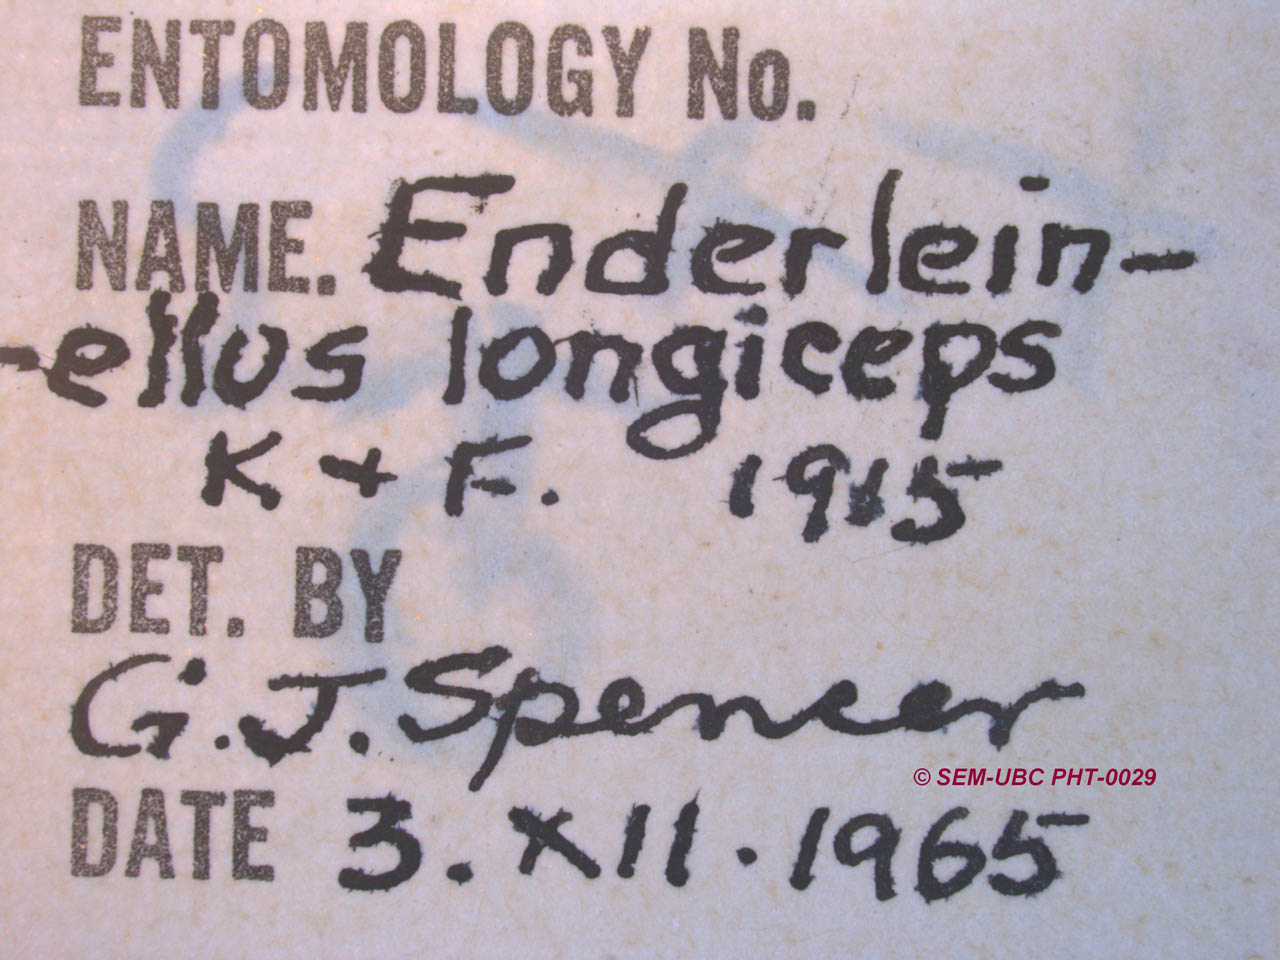 ENTOMOLOGY No.
NAME. Enderlein-
-ellus longiceps
K + F. 1915
DET. BY
G. J. Spencer
© SEM-UBC PHT-0029
DATE 3. XII. 1965